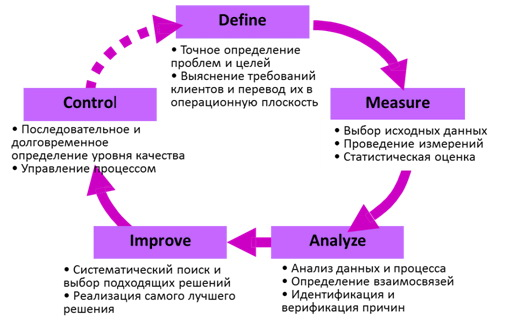 Define
• Точное определение
проблем и целей
• Выяснение требований
клиентов и перевод их в
операционную плоскость
Measure
• Выбор исходных данных
• Проведение измерений
• Статистическая оценка
Analyze
• Анализ данных и процесса
• Определение взаимосвязей
• Идентификация и
верификация причин
Improve
• Систематический поиск и
выбор подходящих решений
• Реализация самого лучшего
решения
Control
• Последовательное и
долговременное
определение уровня качества
• Управление процессом